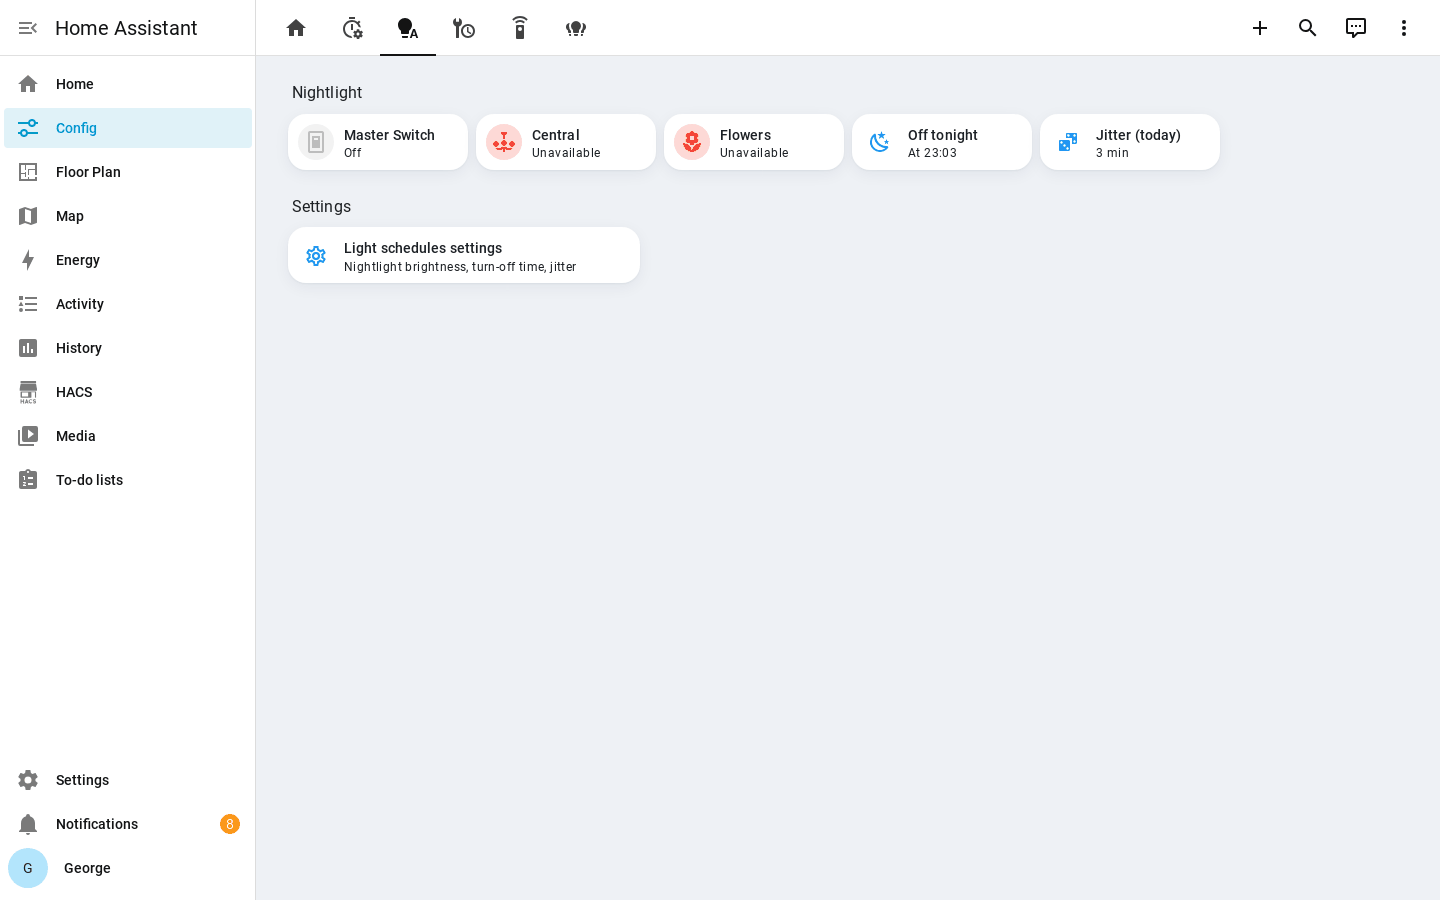 Home Assistant
Home
Config
Floor Plan
Map
Energy
Activity
History
HACS
HACS
Media
To-do lists
Settings
Notifications
8
G
George
A
Nightlight
Master Switch
Off
Central
Unavailable
Flowers
Unavailable
Off tonight
At 23:03
Jitter (today)
3 min
Settings
Light schedules settings
Nightlight brightness, turn-off time, jitter